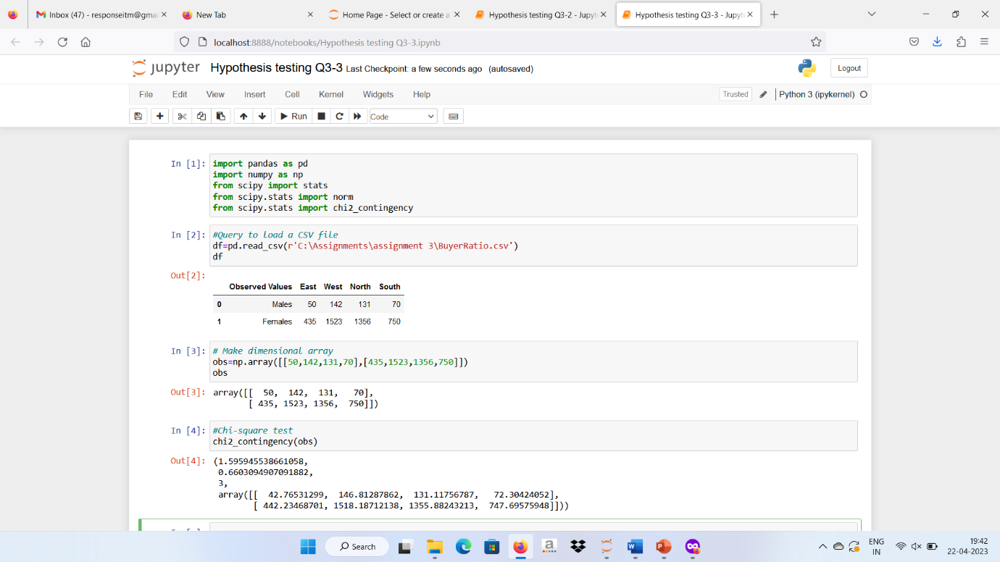 Inbox (47) - responseitm@gmai
New Tab
Home Page - Select or create a
Hypothesis testing Q3-2 - Jupyt
Hypothesis testing Q3-3 - Jupyt
localhost:8888/notebooks/Hypothesis testing Q3-3.ipynb
jupyter Hypothesis testing Q3-3 Last Checkpoint: a few seconds ago (autosaved)
Logout
File Edit View Insert Cell Kernel Widgets Help
Trusted Python 3 (ipykernel)
Run Code
In [1]: import pandas as pd
import numpy as np
from scipy import stats
from scipy.stats import norm
from scipy.stats import chi2_contingency
In [2]: #Query to load a CSV file
df=pd.read_csv(r'C:\Assignments\assignment 3\BuyerRatio.csv')
df
Out[2]:
Observed Values East West North South
0 Males 50 142 131 70
1 Females 435 1523 1356 750
In [3]: # Make dimensional array
obs=np.array([[50,142,131,70],[435,1523,1356,750]])
obs
Out[3]: array([[ 50, 142, 131, 70],
[ 435, 1523, 1356, 750]])
In [4]: #Chi-square test
chi2_contingency(obs)
Out[4]: (1.595945538661058,
0.6603094907091882,
3,
array([[ 42.76531299, 146.81287862, 131.11756787, 72.30424052],
[ 442.23468701, 1518.18712138, 1355.88243213, 747.69575948]]))
Search
ENG
IN
19:42
22-04-2023